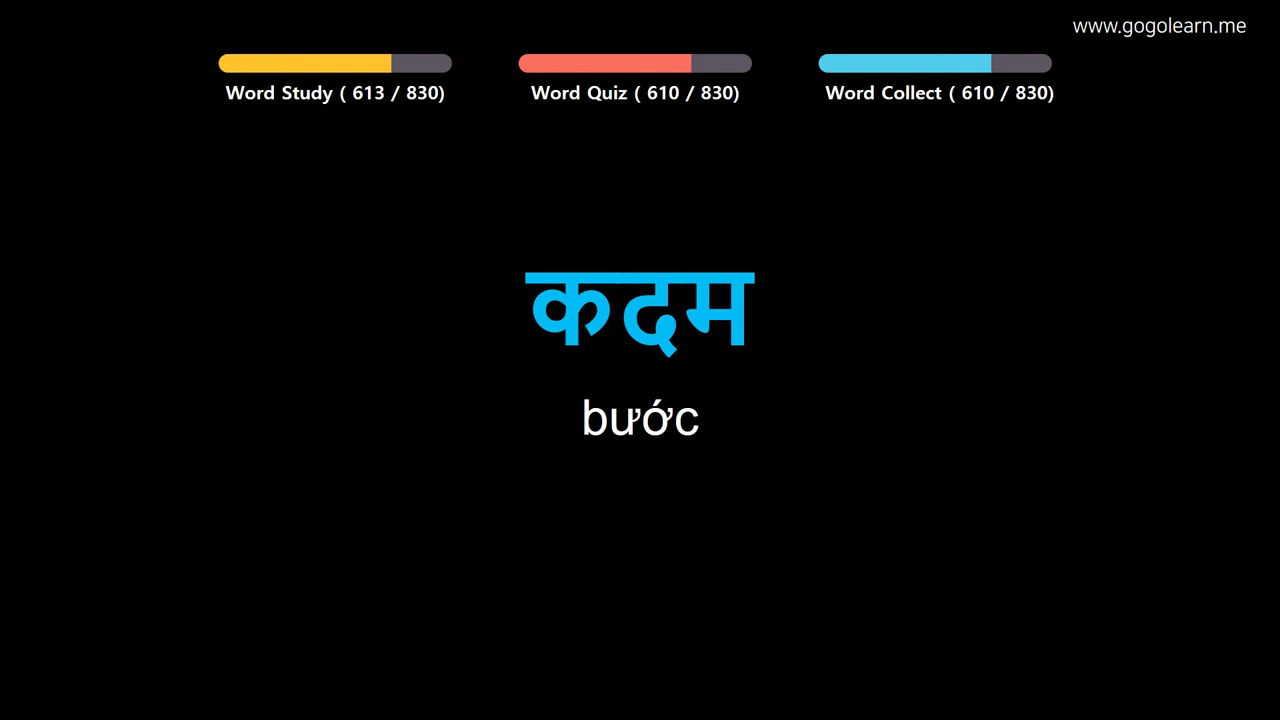 www.gogolearn.me
Word Study ( 613 / 830)
Word Quiz ( 610 / 830)
Word Collect ( 610 / 830)
कदम
bước